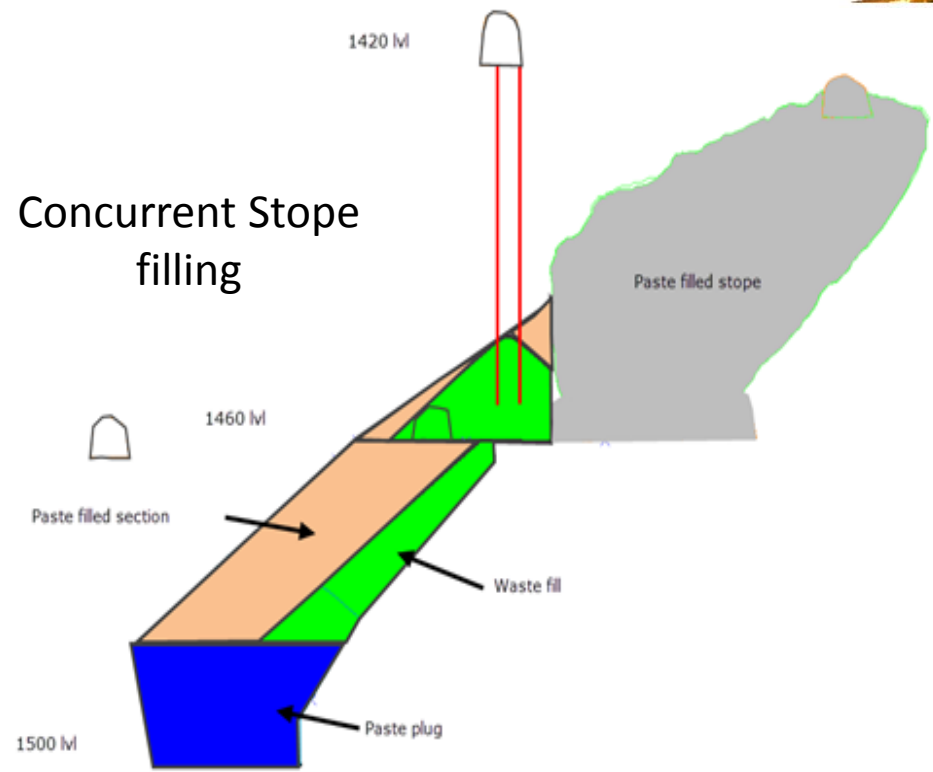 1420 lvl
Concurrent Stope
filling
Paste filled stope
1460 lvl
Paste filled section
Waste fill
Paste plug
1500 lvl